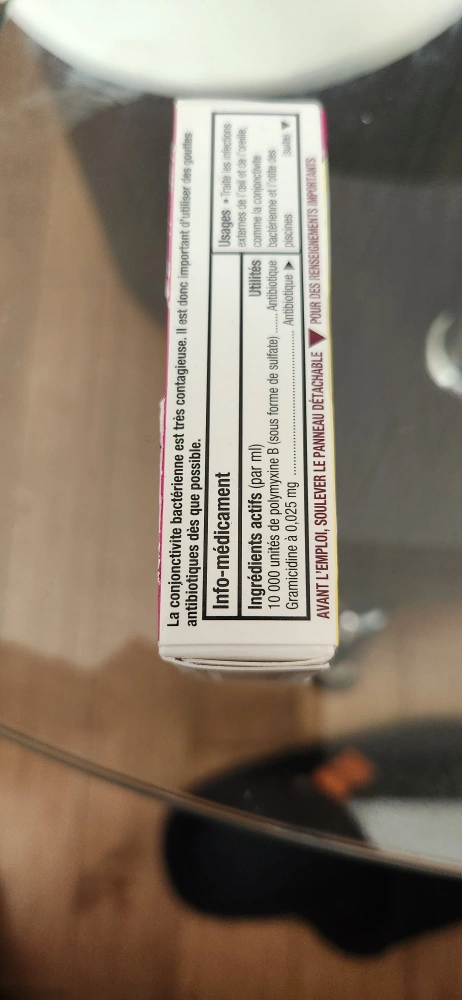 La conjonctivite bactérienne est très contagieuse. Il est donc important d'utiliser des gouttes
antibiotiques dès que possible.
Info-médicament
Ingrédients actifs (par ml)
Utilités
10 000 unités de polymyxine B (sous forme de sulfate) ...... Antibiotique
Gramicidine à 0,025 mg ................................ Antibiotique ►
Usages • Traite les infections
externes de l'œil et de l'oreille,
comme la conjonctivite
bactérienne et l'otite des
piscines
(suite) ▼
AVANT L'EMPLOI, SOULEVER LE PANNEAU DÉTACHABLE ▼ POUR DES RENSEIGNEMENTS IMPORTANTS